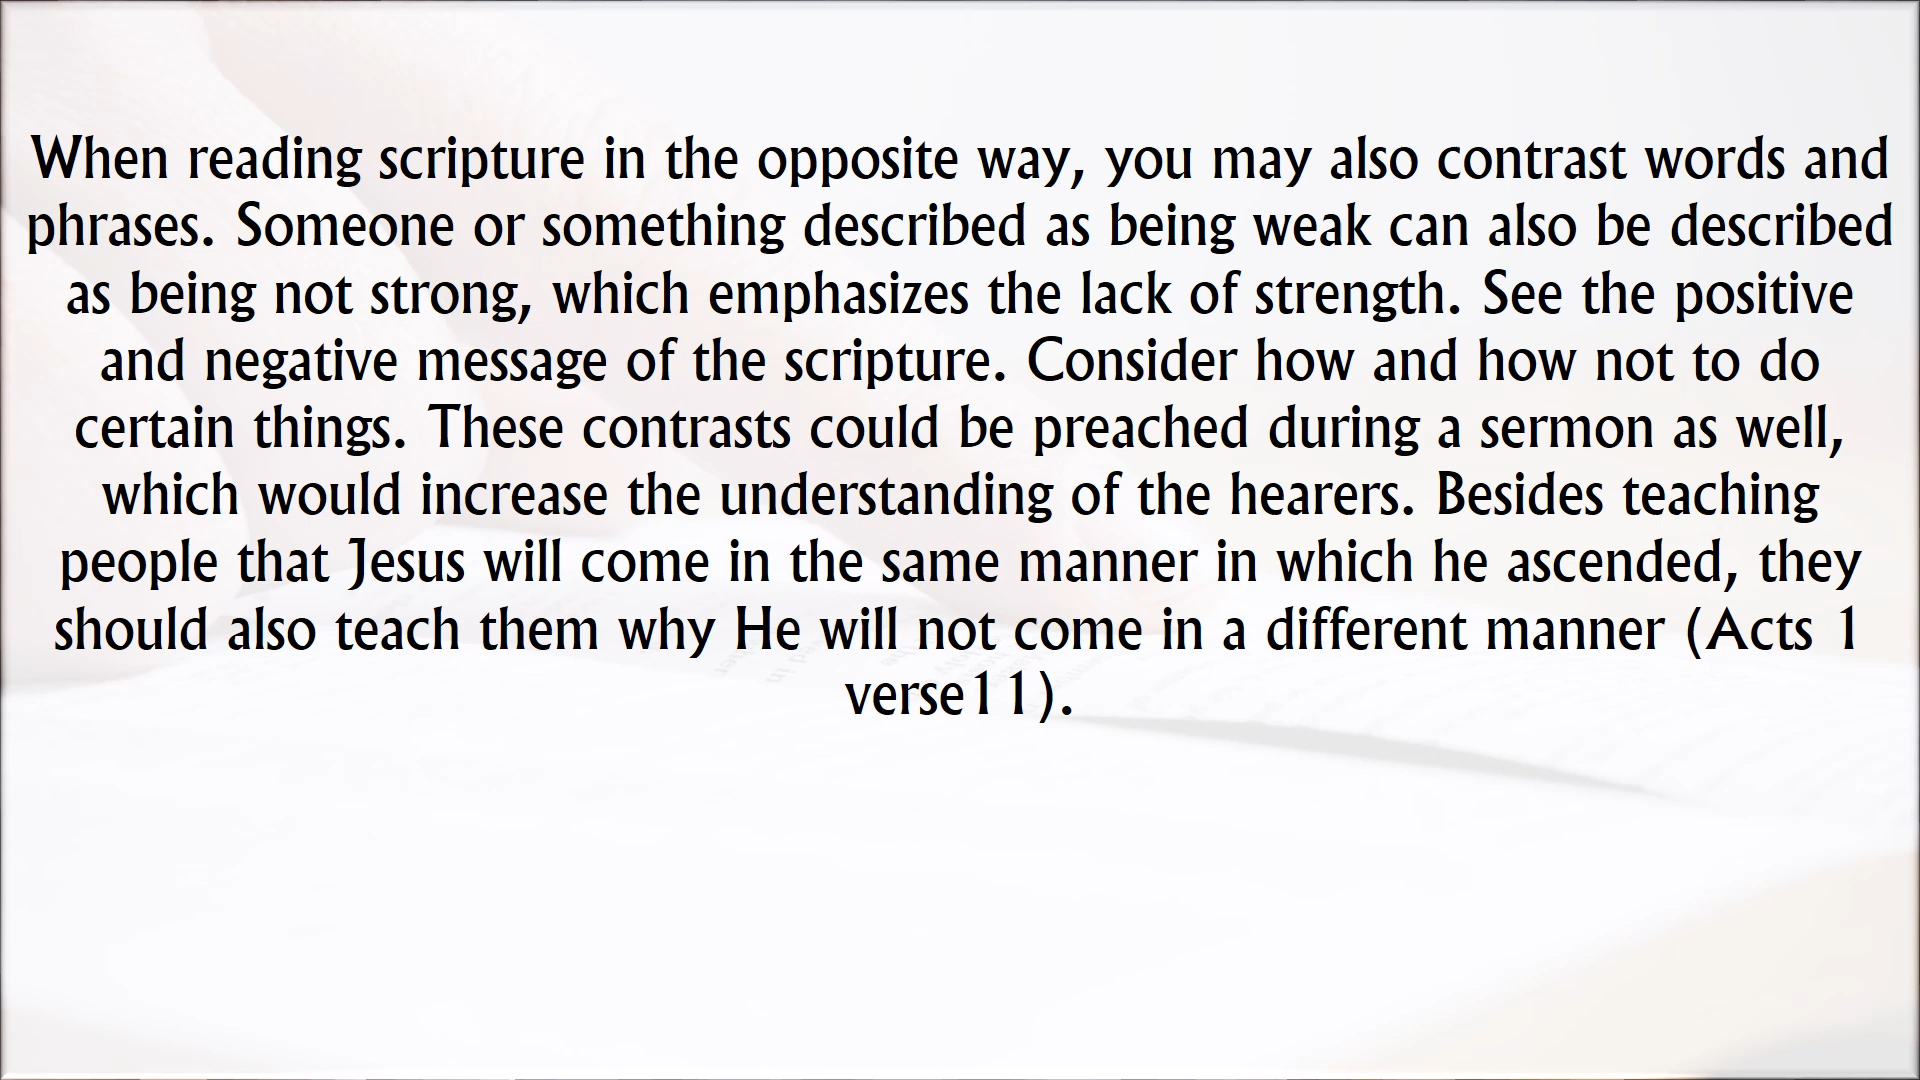 When reading scripture in the opposite way, you may also contrast words and
phrases. Someone or something described as being weak can also be described
as being not strong, which emphasizes the lack of strength. See the positive
and negative message of the scripture. Consider how and how not to do
certain things. These contrasts could be preached during a sermon as well,
which would increase the understanding of the hearers. Besides teaching
people that Jesus will come in the same manner in which he ascended, they
should also teach them why He will not come in a different manner (Acts 1
verse11).